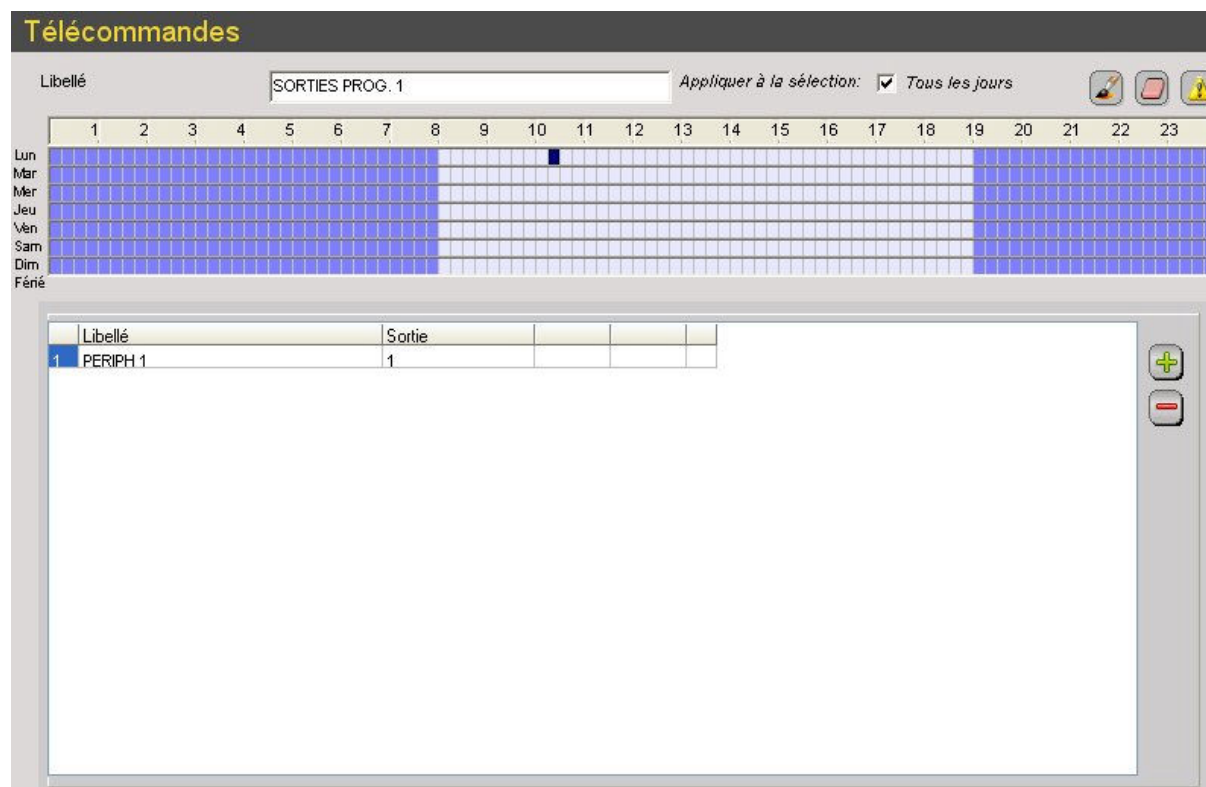 Télécommandes
Libellé SORTIES PROG. 1 Appliquer à la sélection: Tous les jours
1 2 3 4 5 6 7 8 9 10 11 12 13 14 15 16 17 18 19 20 21 22 23
Lun
Mar
Mer
Jeu
Ven
Sam
Dim
Férié
Libellé Sortie
1 PERIPH 1 1